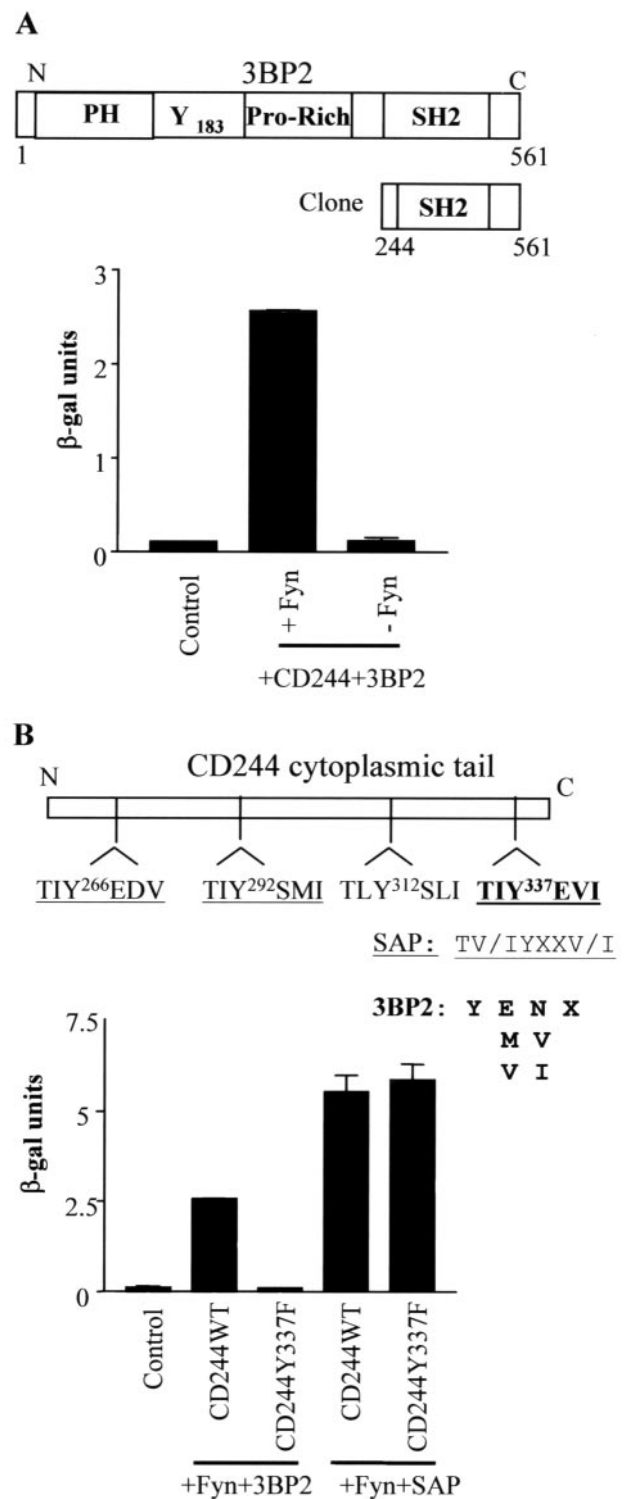 A
N 3BP2 C
PH Y 183 Pro-Rich SH2
1 561
Clone SH2
244 561
3
2
1
0
β-gal units
Control
+ Fyn
- Fyn
+CD244+3BP2
B
N CD244 cytoplasmic tail C
TIY266EDV TIY292SMI TLY312SLI TIY337EVI
SAP: TV/IYXXV/I
3BP2: Y E N X
M V
V I
7.5
5
2.5
0
β-gal units
Control
CD244WT
CD244Y337F
CD244WT
CD244Y337F
+Fyn+3BP2 +Fyn+SAP